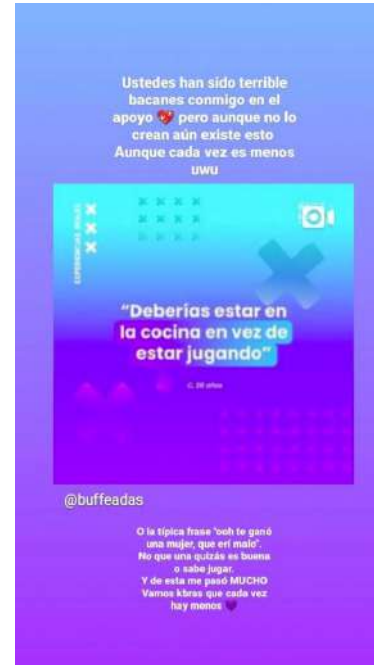 Ustedes han sido terrible
bacanes conmigo en el
apoyo 💖 pero aunque no lo
crean aún existe esto
Aunque cada vez es menos
uwu
EXPERIENCIAS REALES
"Deberías estar en
la cocina en vez de
estar jugando"
@buffeadas
O la típica frase "ooh te ganó
una mujer, que erí malo".
No que una quizás es buena
o sabe jugar.
Y de esta me pasó MUCHO
Vamos kbras que cada vez
hay menos 💜